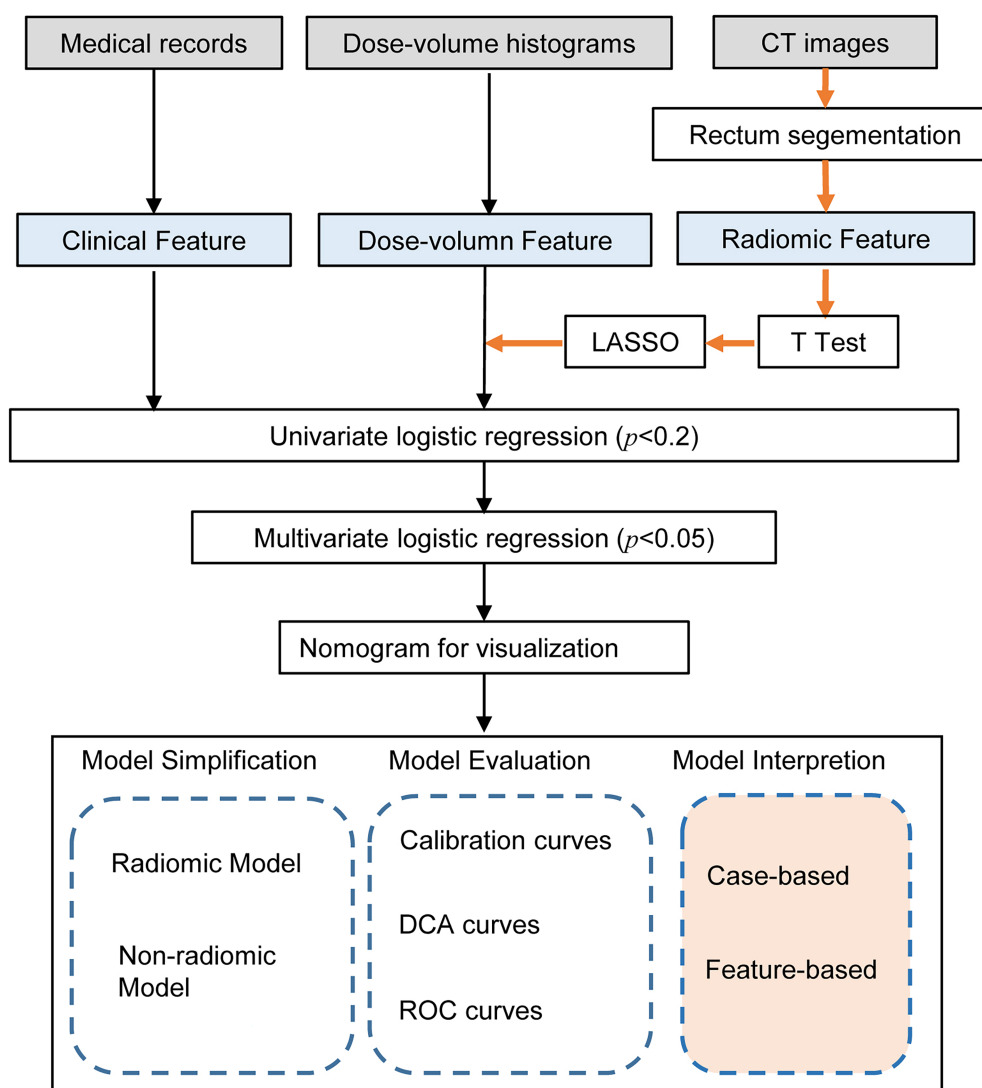 Medical records
Dose-volume histograms
CT images
Rectum segementation
Clinical Feature
Dose-volumn Feature
Radiomic Feature
LASSO
T Test
Univariate logistic regression (p<0.2)
Multivariate logistic regression (p<0.05)
Nomogram for visualization
Model Simplification
Model Evaluation
Model Interpretion
Radiomic Model
Non-radiomic
Model
Calibration curves
DCA curves
ROC curves
Case-based
Feature-based